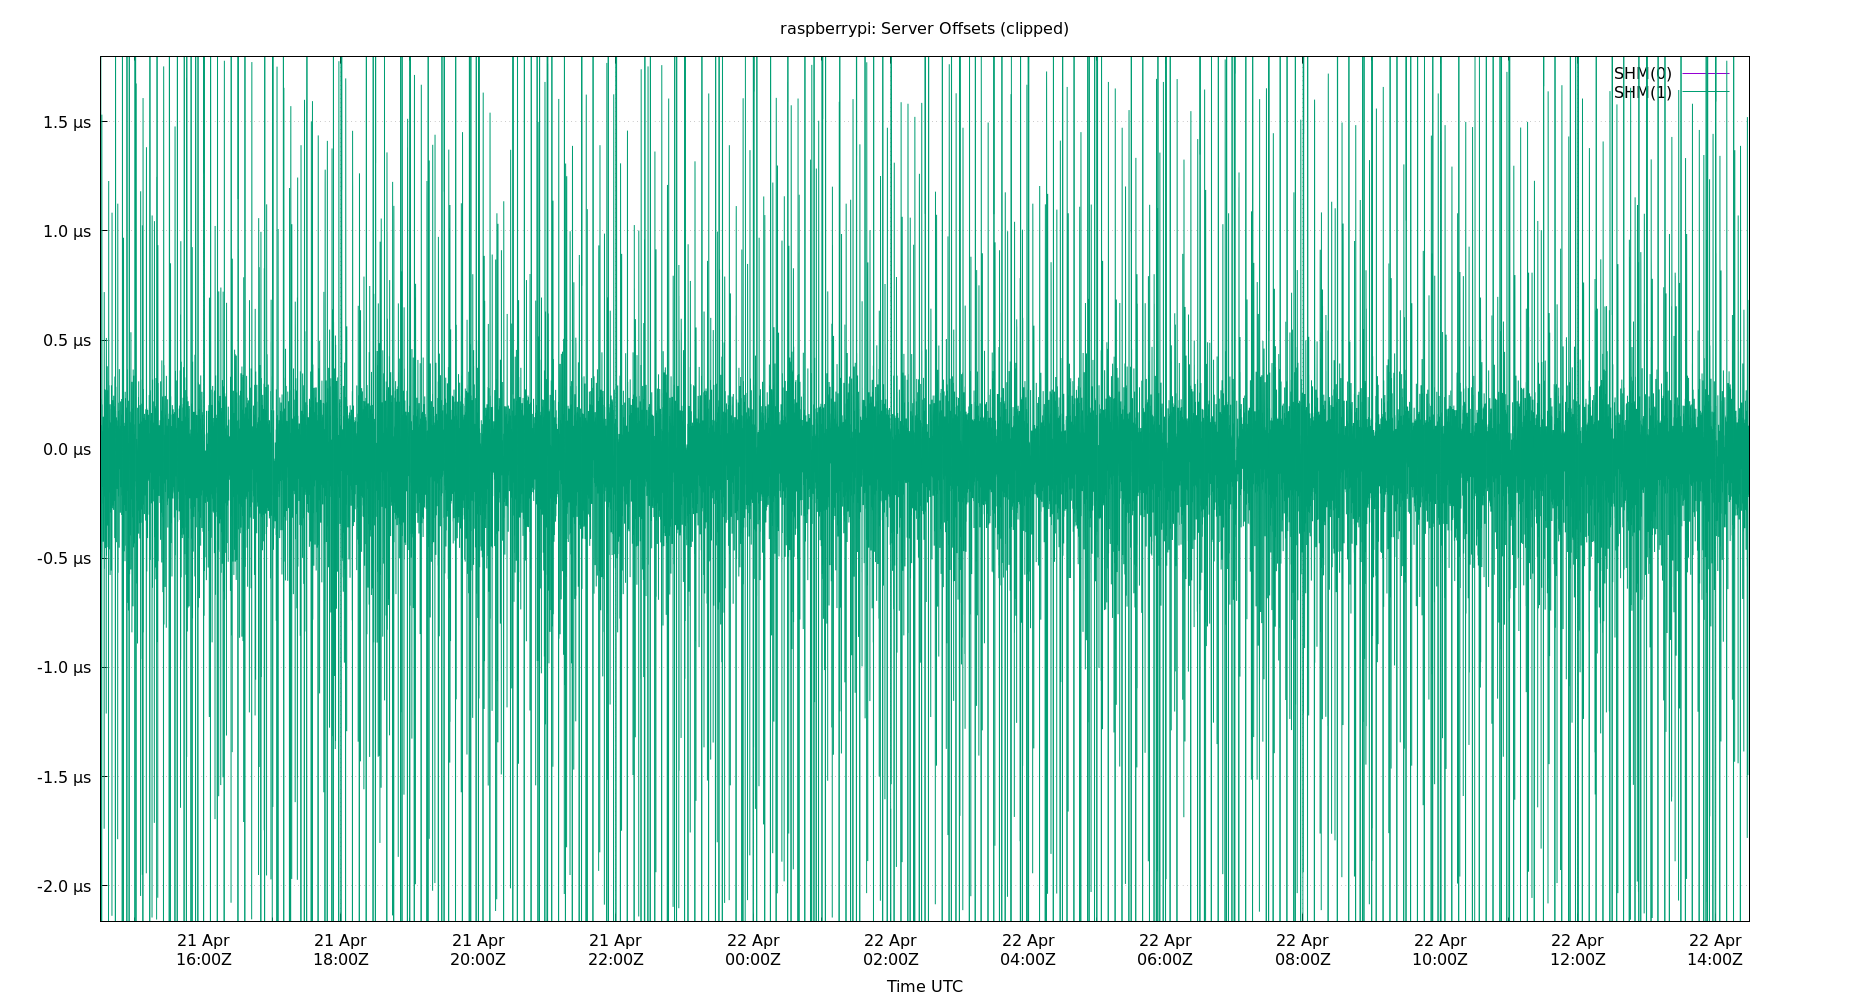 raspberrypi: Server Offsets (clipped)
SHM(0)
SHM(1)
1.5 µs
1.0 µs
0.5 µs
0.0 µs
-0.5 µs
-1.0 µs
-1.5 µs
-2.0 µs
21 Apr 21 Apr 21 Apr 21 Apr 22 Apr 22 Apr 22 Apr 22 Apr 22 Apr 22 Apr 22 Apr 22 Apr
16:00Z 18:00Z 20:00Z 22:00Z 00:00Z 02:00Z 04:00Z 06:00Z 08:00Z 10:00Z 12:00Z 14:00Z
Time UTC